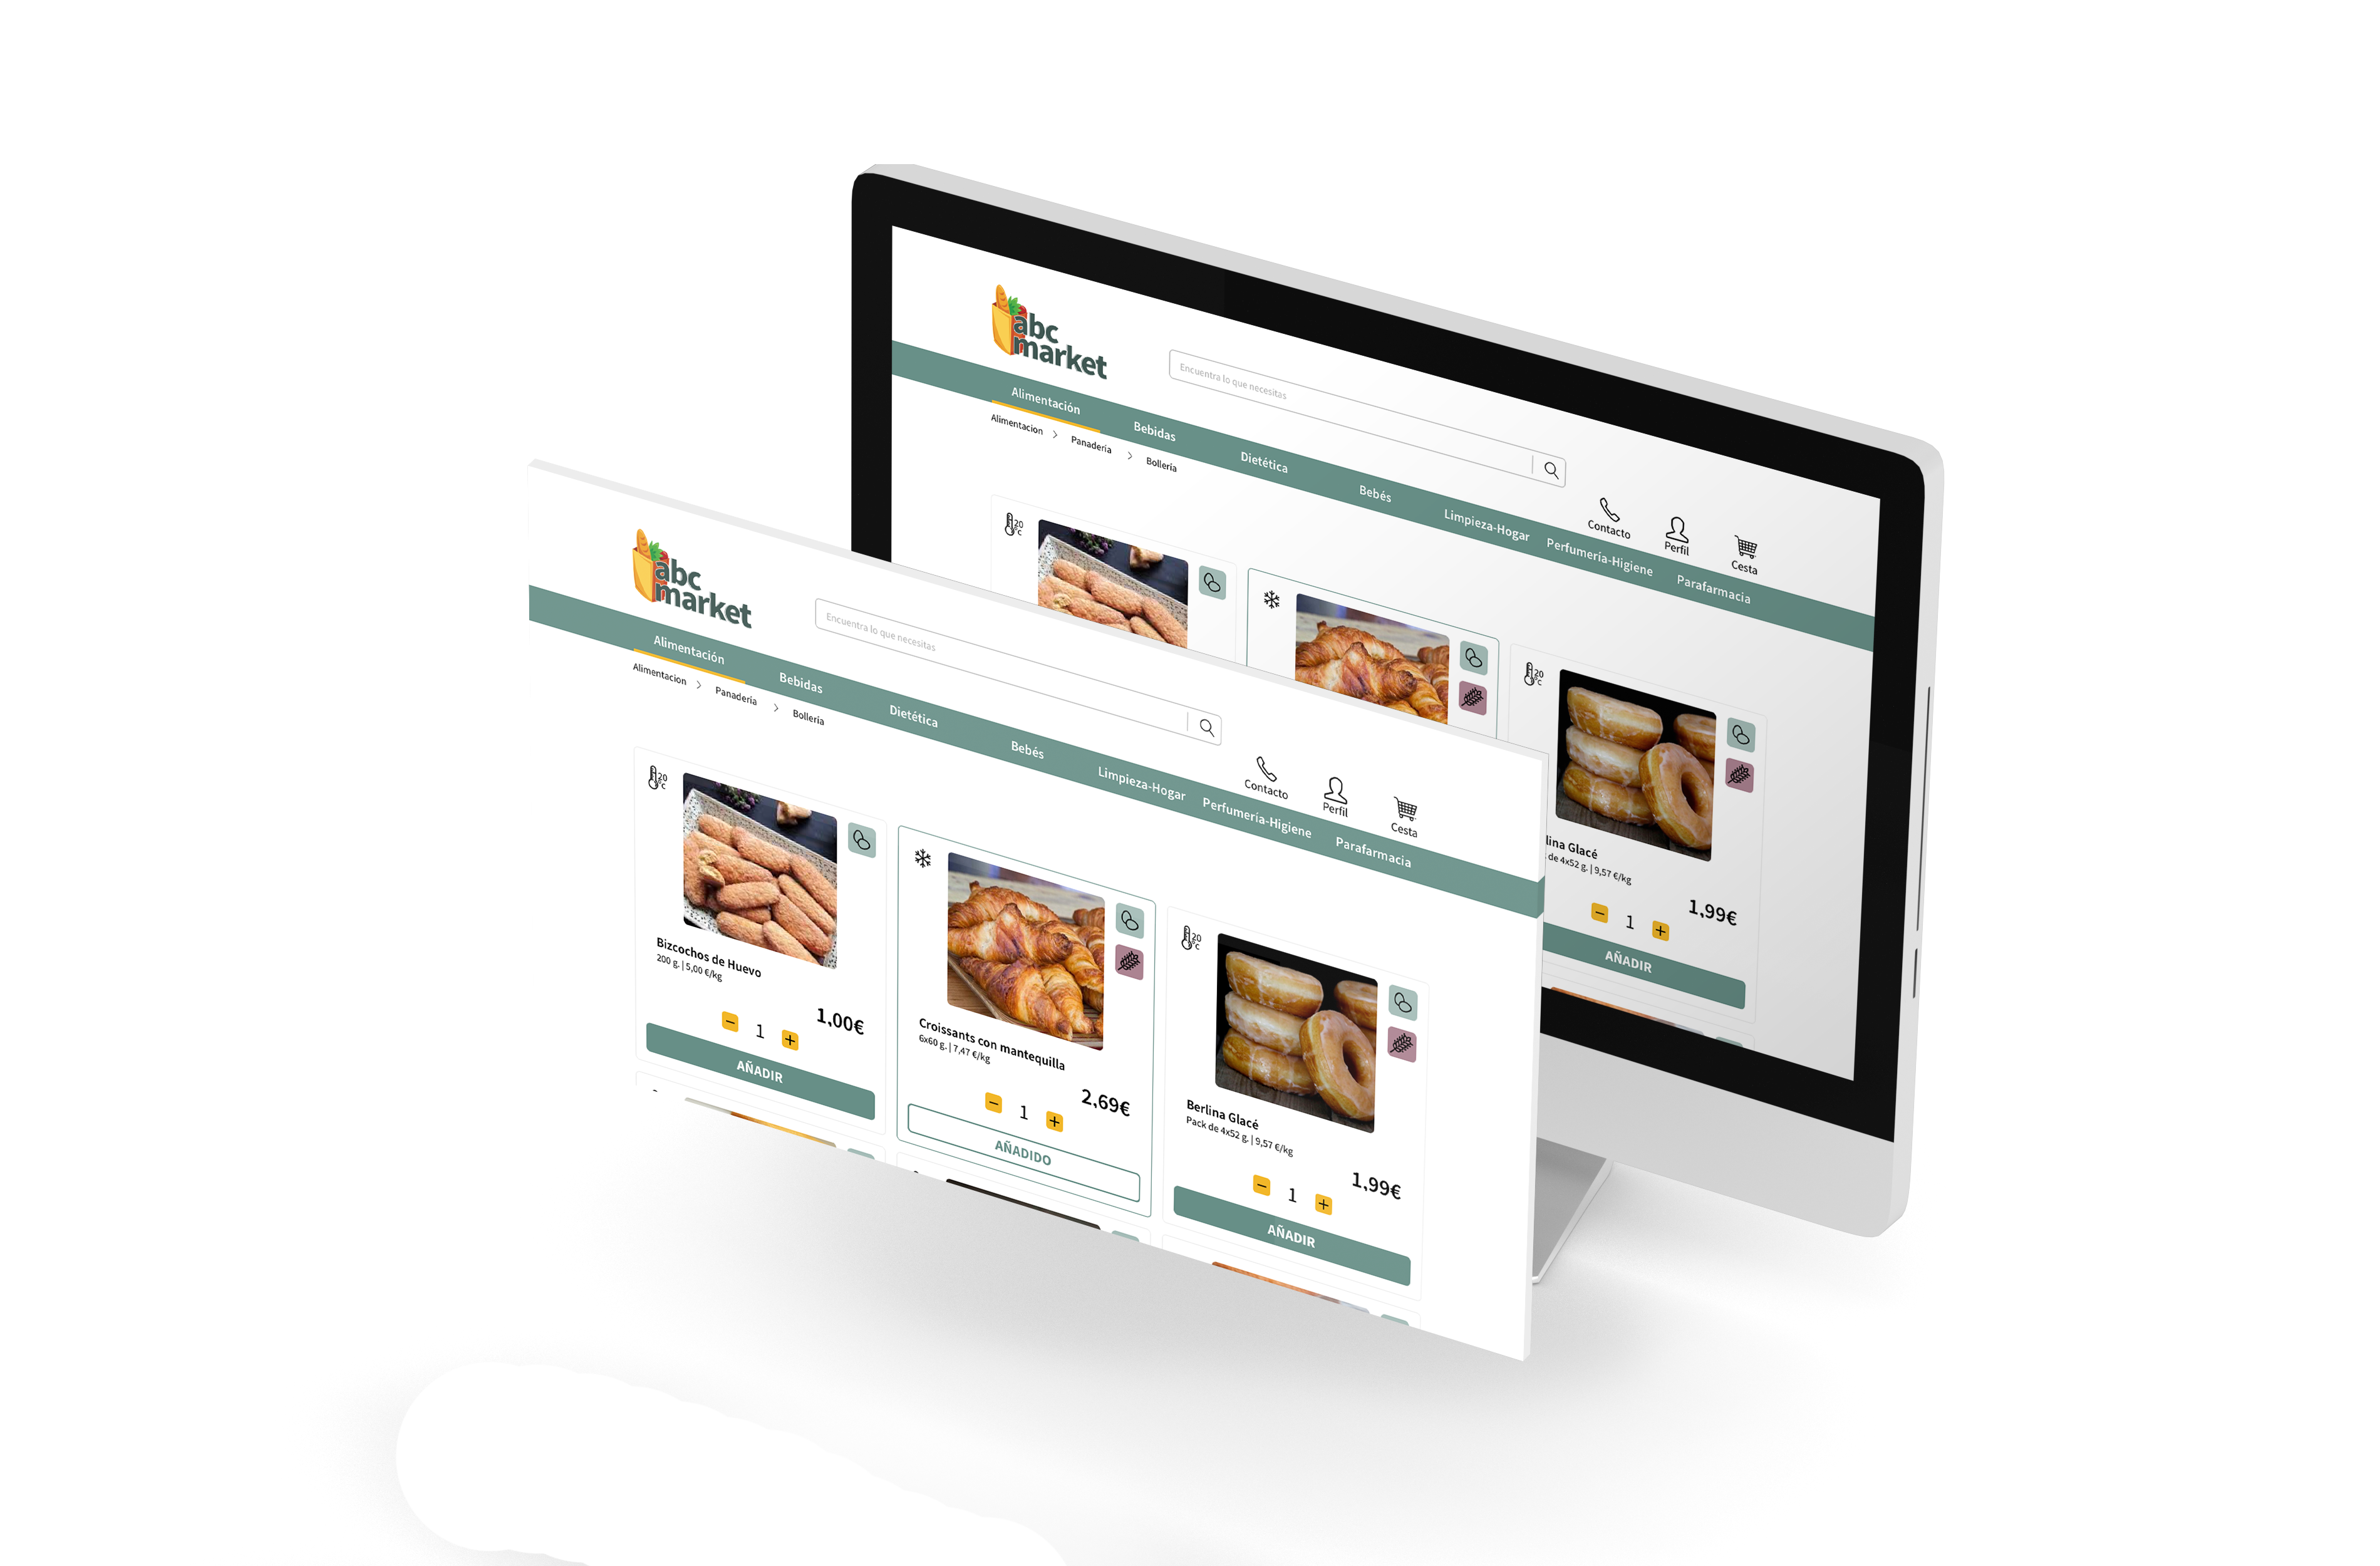 abc
market
Encuentra lo que necesitas
Contacto
Perfil
Cesta
Alimentación
Bebidas
Dietética
Bebés
Limpieza-Hogar
Perfumería-Higiene
Parafarmacia
Alimentacion > Panadería > Bollería
20
°c
20
°c
lina Glacé
de 4x52 g. | 9,57 €/kg
1,99€
− 1 +
AÑADIR
abc
market
Encuentra lo que necesitas
Contacto
Perfil
Cesta
Alimentación
Bebidas
Dietética
Bebés
Limpieza-Hogar
Perfumería-Higiene
Parafarmacia
Alimentacion > Panaderia > Bollería
20
°c
Bizcochos de Huevo
200 g. | 5,00 €/kg
1,00€
− 1 +
AÑADIR
Croissants con mantequilla
6x60 g. | 7,47 €/kg
2,69€
− 1 +
AÑADIDO
20
°c
Berlina Glacé
Pack de 4x52 g. | 9,57 €/kg
1,99€
− 1 +
AÑADIR